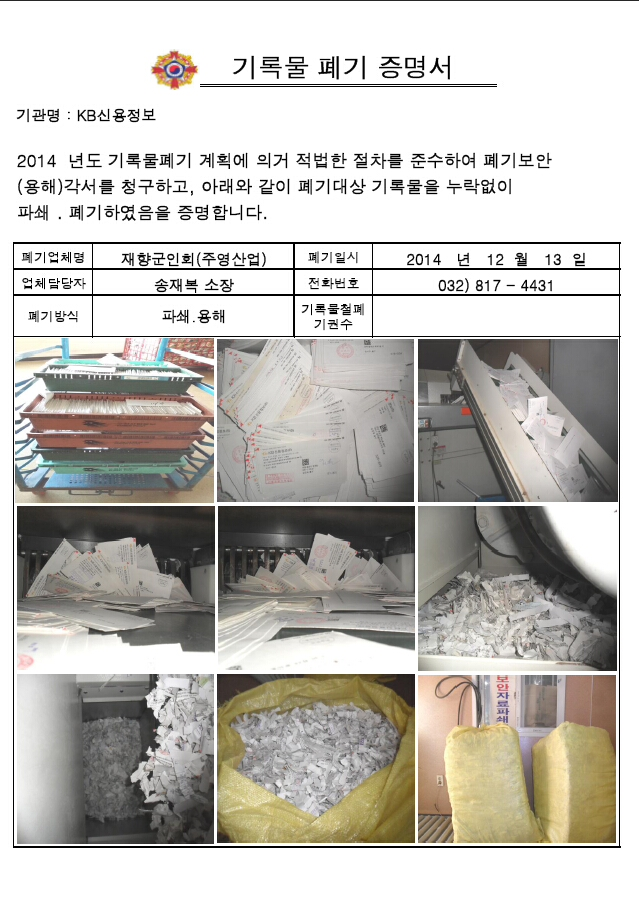 기록물 폐기 증명서
기관명 : KB신용정보
2014 년도 기록물폐기 계획에 의거 적법한 절차를 준수하여 폐기보안
(용해)각서를 청구하고, 아래와 같이 폐기대상 기록물을 누락없이
파쇄 . 폐기하였음을 증명합니다.
폐기업체명 재향군인회(주영산업) 폐기일시 2014 년 12 월 13 일
업체담당자 송재복 소장 전화번호 032) 817 - 4431
폐기방식 파쇄.용해 기록물철폐
기권수
보안자료파쇄